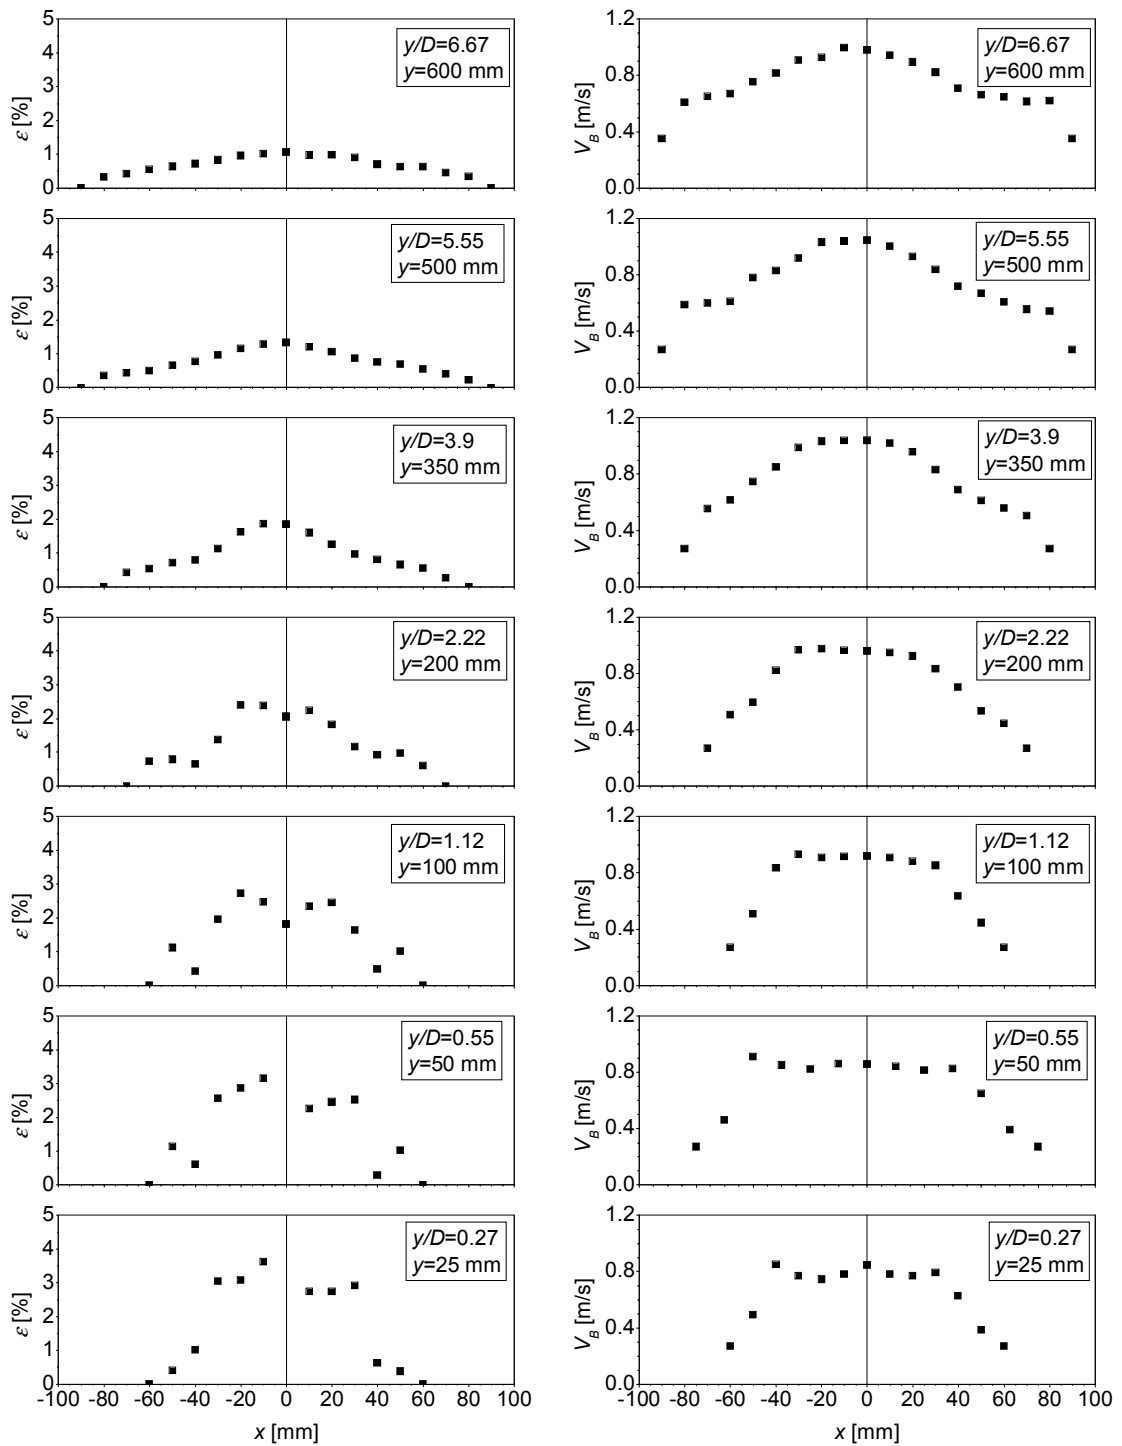 5
4
3
2
1
0
ε [%]
y/D=6.67
y=600 mm
1.2
0.8
0.4
0.0
V_B [m/s]
y/D=6.67
y=600 mm
5
4
3
2
1
0
ε [%]
y/D=5.55
y=500 mm
1.2
0.8
0.4
0.0
V_B [m/s]
y/D=5.55
y=500 mm
5
4
3
2
1
0
ε [%]
y/D=3.9
y=350 mm
1.2
0.8
0.4
0.0
V_B [m/s]
y/D=3.9
y=350 mm
5
4
3
2
1
0
ε [%]
y/D=2.22
y=200 mm
1.2
0.8
0.4
0.0
V_B [m/s]
y/D=2.22
y=200 mm
5
4
3
2
1
0
ε [%]
y/D=1.12
y=100 mm
1.2
0.8
0.4
0.0
V_B [m/s]
y/D=1.12
y=100 mm
5
4
3
2
1
0
ε [%]
y/D=0.55
y=50 mm
1.2
0.8
0.4
0.0
V_B [m/s]
y/D=0.55
y=50 mm
5
4
3
2
1
0
ε [%]
y/D=0.27
y=25 mm
-100 -80 -60 -40 -20 0 20 40 60 80 100
x [mm]
1.2
0.8
0.4
0.0
V_B [m/s]
y/D=0.27
y=25 mm
-100 -80 -60 -40 -20 0 20 40 60 80 100
x [mm]